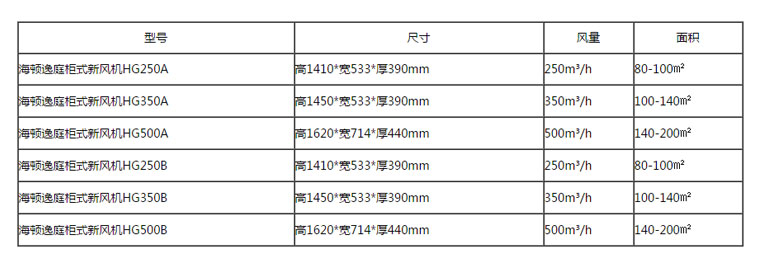 型号 尺寸 风量 面积
海顿逸庭柜式新风机HG250A 高1410*宽533*厚390mm 250m³/h 80-100㎡
海顿逸庭柜式新风机HG350A 高1450*宽533*厚390mm 350m³/h 100-140㎡
海顿逸庭柜式新风机HG500A 高1620*宽714*厚440mm 500m³/h 140-200㎡
海顿逸庭柜式新风机HG250B 高1410*宽533*厚390mm 250m³/h 80-100㎡
海顿逸庭柜式新风机HG350B 高1450*宽533*厚390mm 350m³/h 100-140㎡
海顿逸庭柜式新风机HG500B 高1620*宽714*厚440mm 500m³/h 140-200㎡